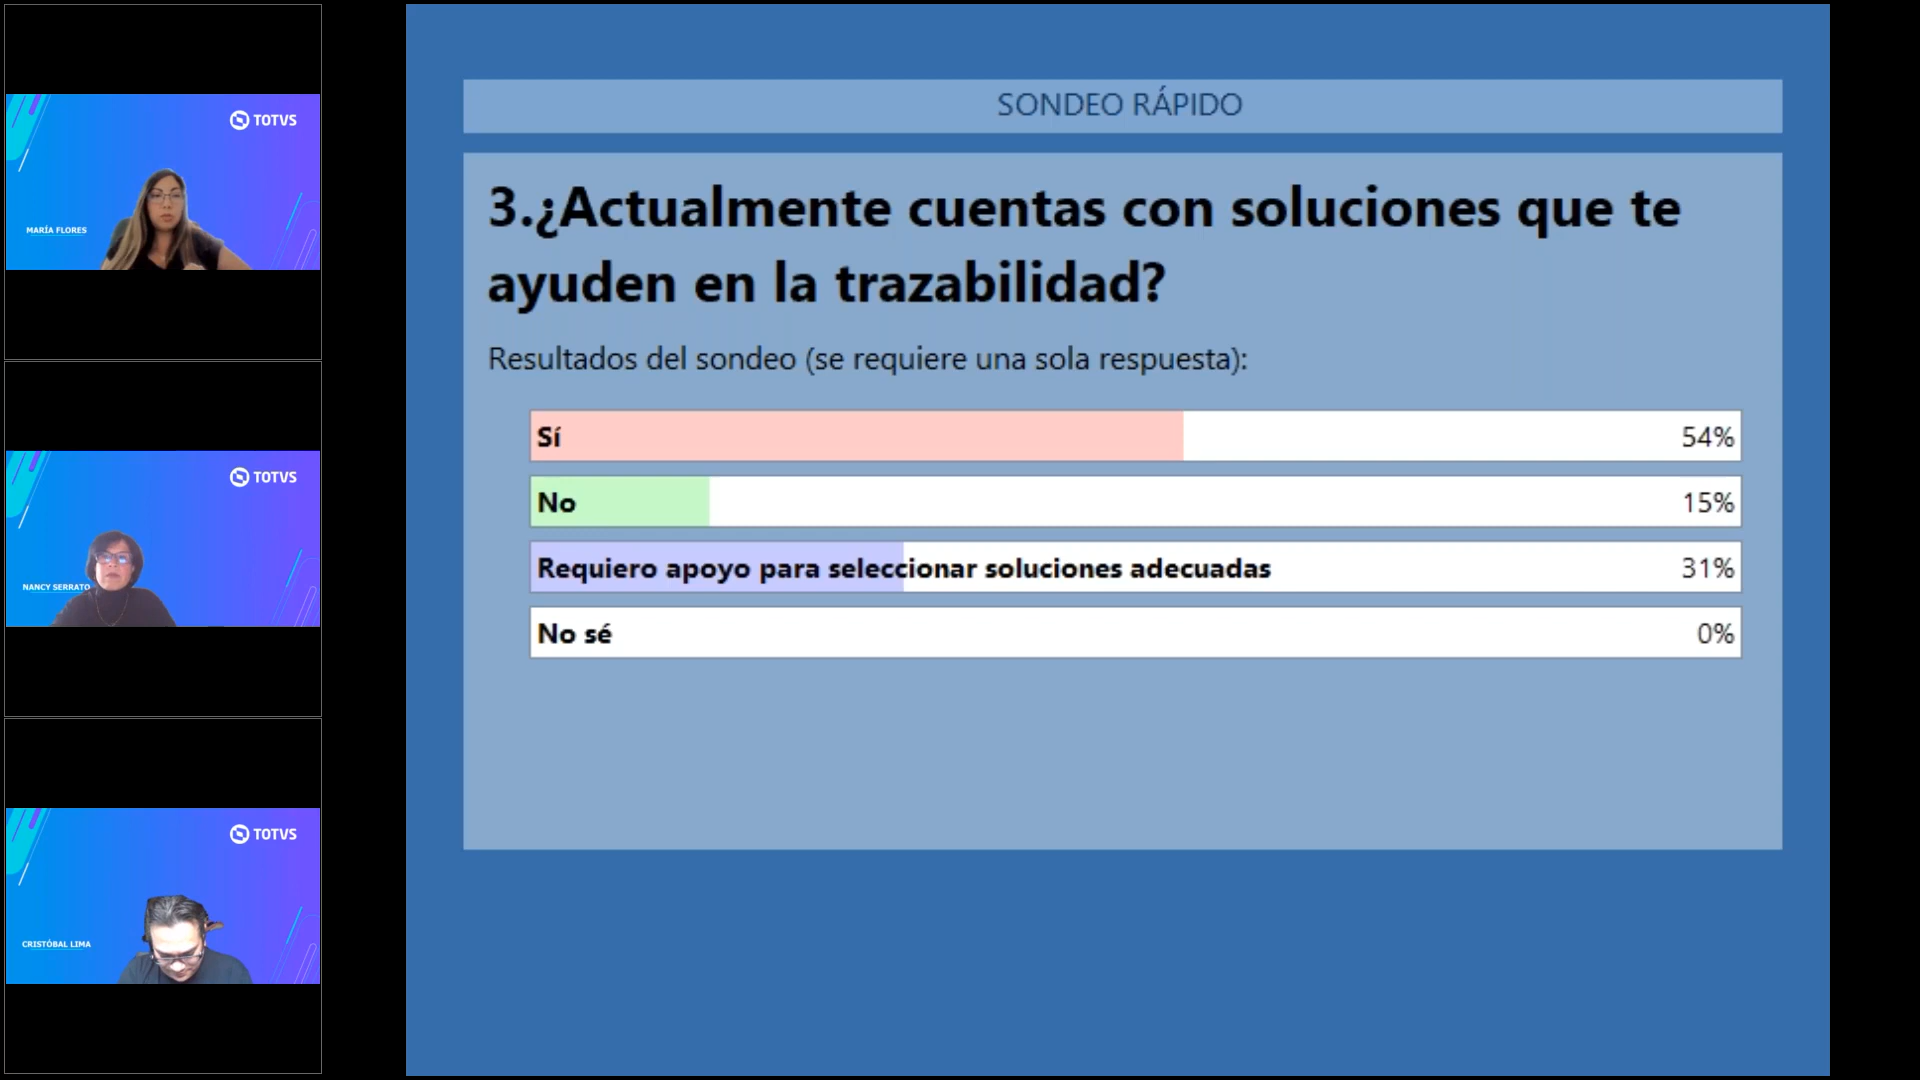 TOTVS
MARÍA FLORES
TOTVS
NANCY SERRATO
TOTVS
CRISTÓBAL LIMA
SONDEO RÁPIDO
3.¿Actualmente cuentas con soluciones que te
ayuden en la trazabilidad?
Resultados del sondeo (se requiere una sola respuesta):
Sí 54%
No 15%
Requiero apoyo para seleccionar soluciones adecuadas 31%
No sé 0%